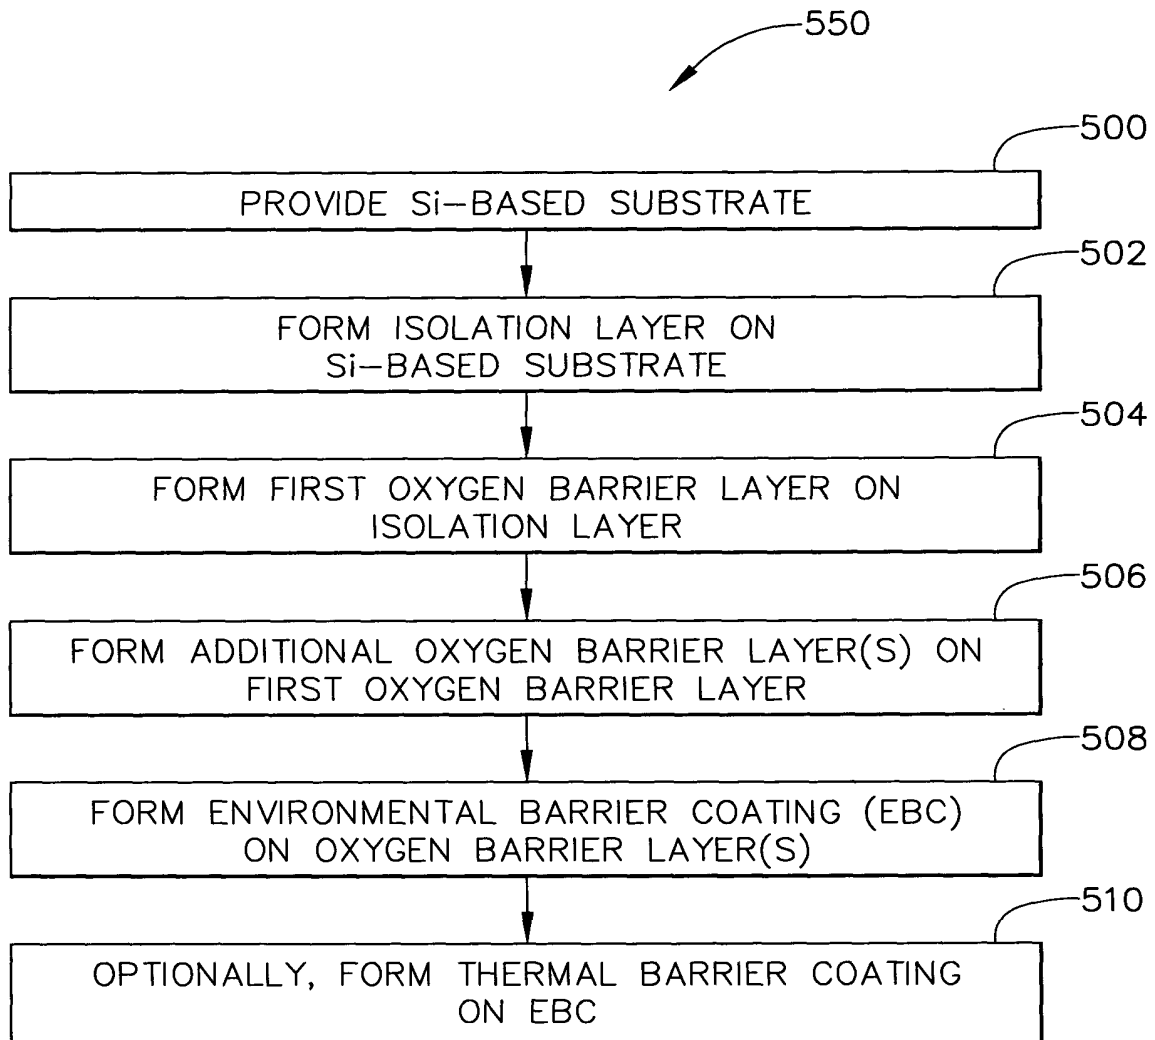 550
500
PROVIDE Si-BASED SUBSTRATE
502
FORM ISOLATION LAYER ON
Si-BASED SUBSTRATE
504
FORM FIRST OXYGEN BARRIER LAYER ON
ISOLATION LAYER
506
FORM ADDITIONAL OXYGEN BARRIER LAYER(S) ON
FIRST OXYGEN BARRIER LAYER
508
FORM ENVIRONMENTAL BARRIER COATING (EBC)
ON OXYGEN BARRIER LAYER(S)
510
OPTIONALLY, FORM THERMAL BARRIER COATING
ON EBC